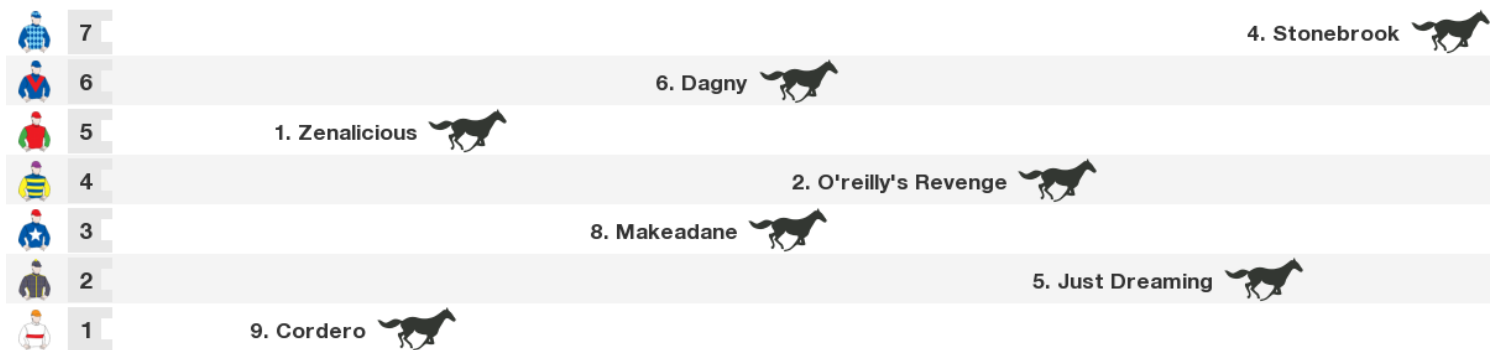 7 4. Stonebrook
6 6. Dagny
5 1. Zenalicious
4 2. O'reilly's Revenge
3 8. Makeadane
2 5. Just Dreaming
1 9. Cordero